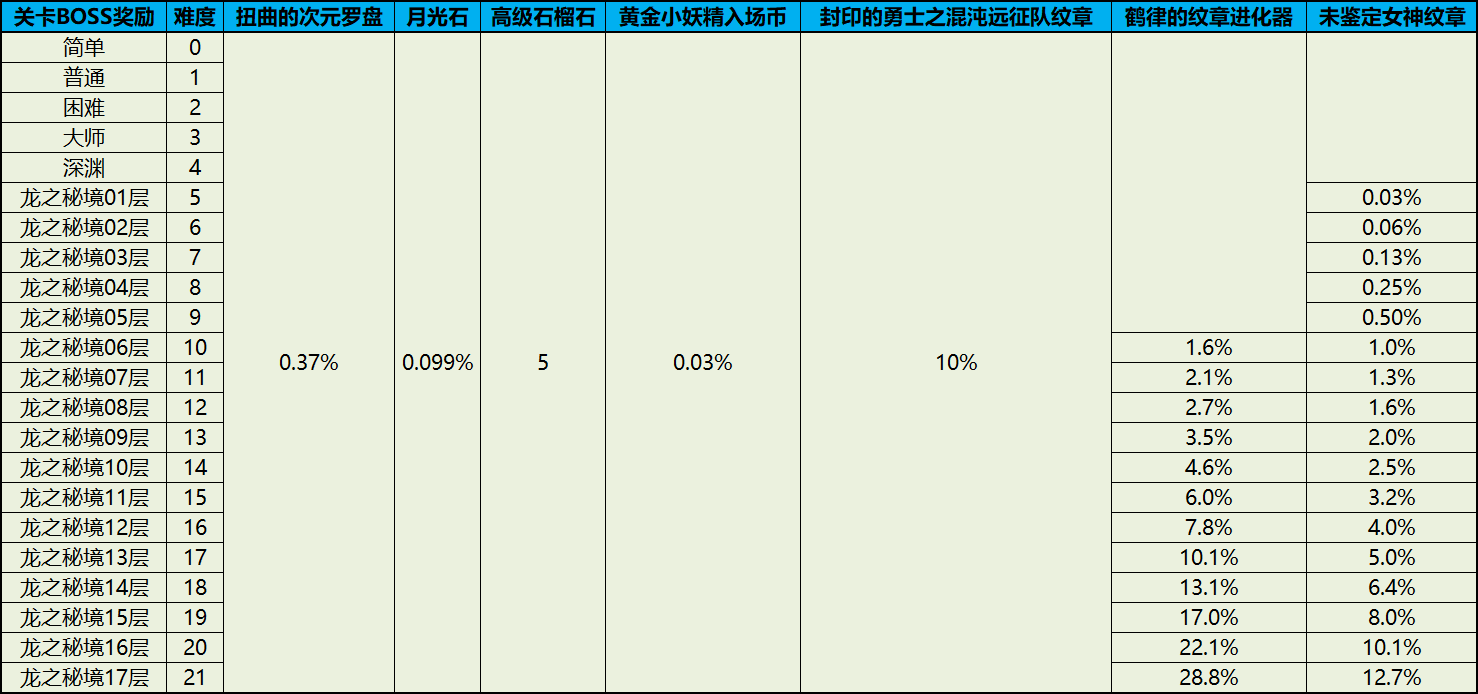 关卡BOSS奖励 难度 扭曲的次元罗盘 月光石 高级石榴石 黄金小妖精入场币 封印的勇士之混沌远征队纹章 鹤律的纹章进化器 未鉴定女神纹章
简单 0
普通 1
困难 2
大师 3
深渊 4
龙之秘境01层 5 0.03%
龙之秘境02层 6 0.06%
龙之秘境03层 7 0.13%
龙之秘境04层 8 0.25%
龙之秘境05层 9 0.50%
龙之秘境06层 10 0.37% 0.099% 5 0.03% 10% 1.6% 1.0%
龙之秘境07层 11 2.1% 1.3%
龙之秘境08层 12 2.7% 1.6%
龙之秘境09层 13 3.5% 2.0%
龙之秘境10层 14 4.6% 2.5%
龙之秘境11层 15 6.0% 3.2%
龙之秘境12层 16 7.8% 4.0%
龙之秘境13层 17 10.1% 5.0%
龙之秘境14层 18 13.1% 6.4%
龙之秘境15层 19 17.0% 8.0%
龙之秘境16层 20 22.1% 10.1%
龙之秘境17层 21 28.8% 12.7%